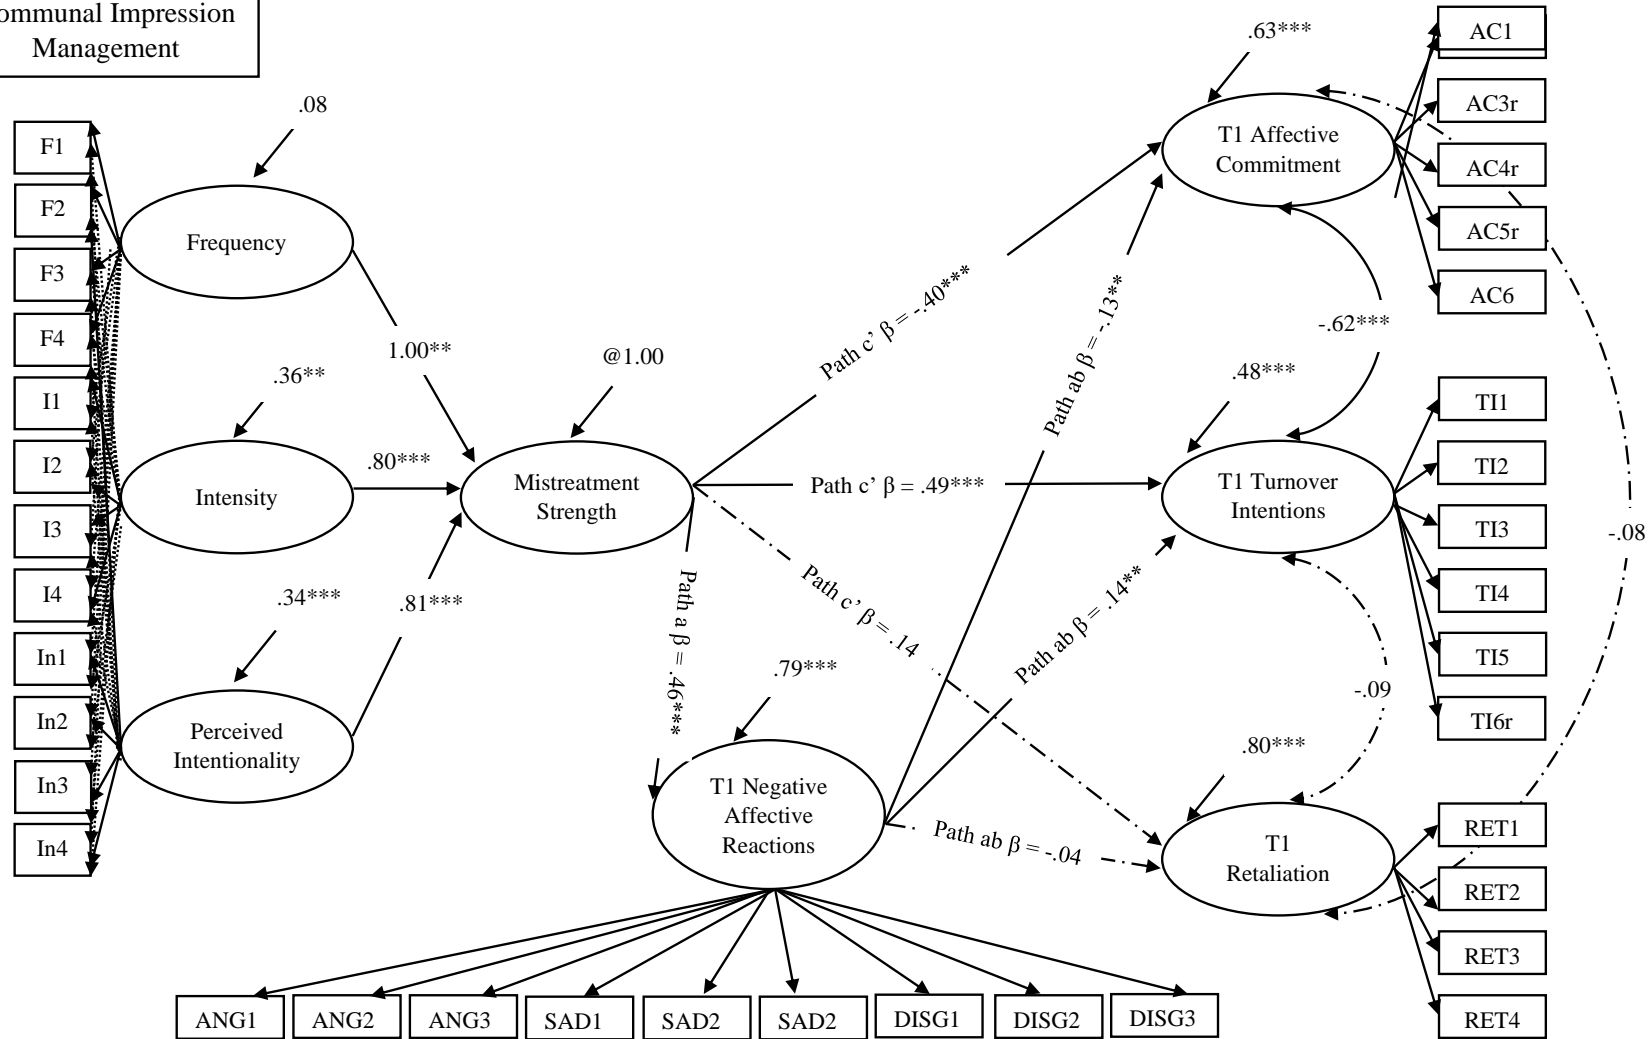 ommunal Impression
Management
F1
F2
F3
F4
I1
I2
I3
I4
In1
In2
In3
In4
.08
Frequency
.36**
Intensity
.34***
Perceived
Intentionality
1.00**
.80***
.81***
@1.00
Mistreatment
Strength
Path c’ β = -.40***
Path c’ β = .49***
Path c’ β = .14
Path a β = .46***
Path ab β = -.13**
Path ab β = .14**
Path ab β = -.04
.79***
T1 Negative
Affective
Reactions
ANG1
ANG2
ANG3
SAD1
SAD2
SAD2
DISG1
DISG2
DISG3
.63***
T1 Affective
Commitment
-.62***
.48***
T1 Turnover
Intentions
-.09
.80***
T1
Retaliation
-.08
AC1
AC3r
AC4r
AC5r
AC6
TI1
TI2
TI3
TI4
TI5
TI6r
RET1
RET2
RET3
RET4